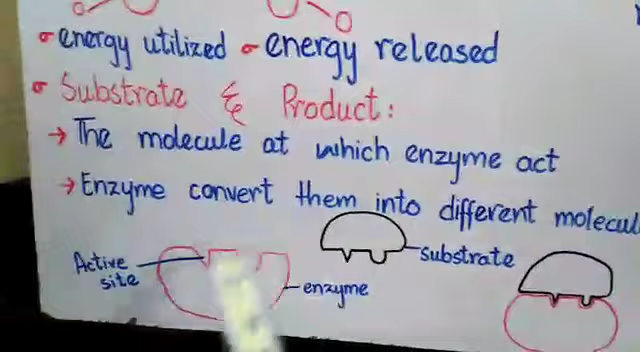 energy utilized energy released
Substrate & Product:
→ The molecule at which enzyme act
→ Enzyme convert them into different molecul
substrate
Active
site
enzyme